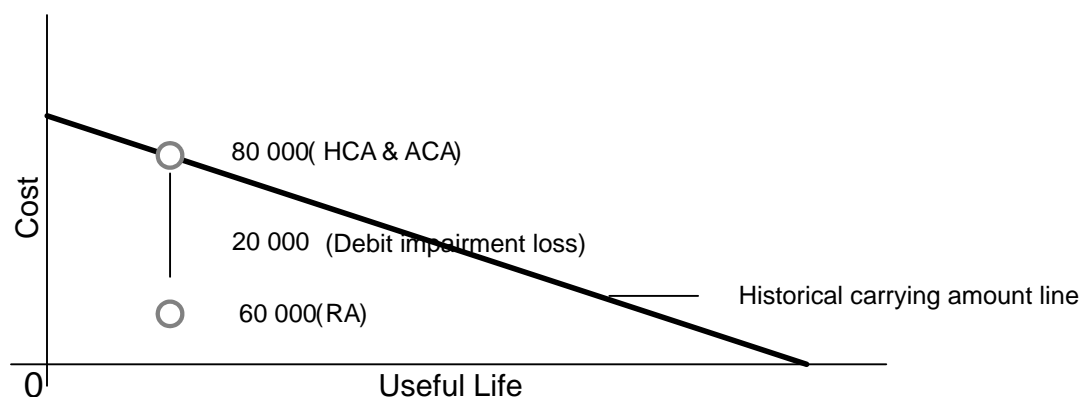 80 000( HCA & ACA)
Cost
20 000 (Debit impairment loss)
Historical carrying amount line
60 000(RA)
0
Useful Life